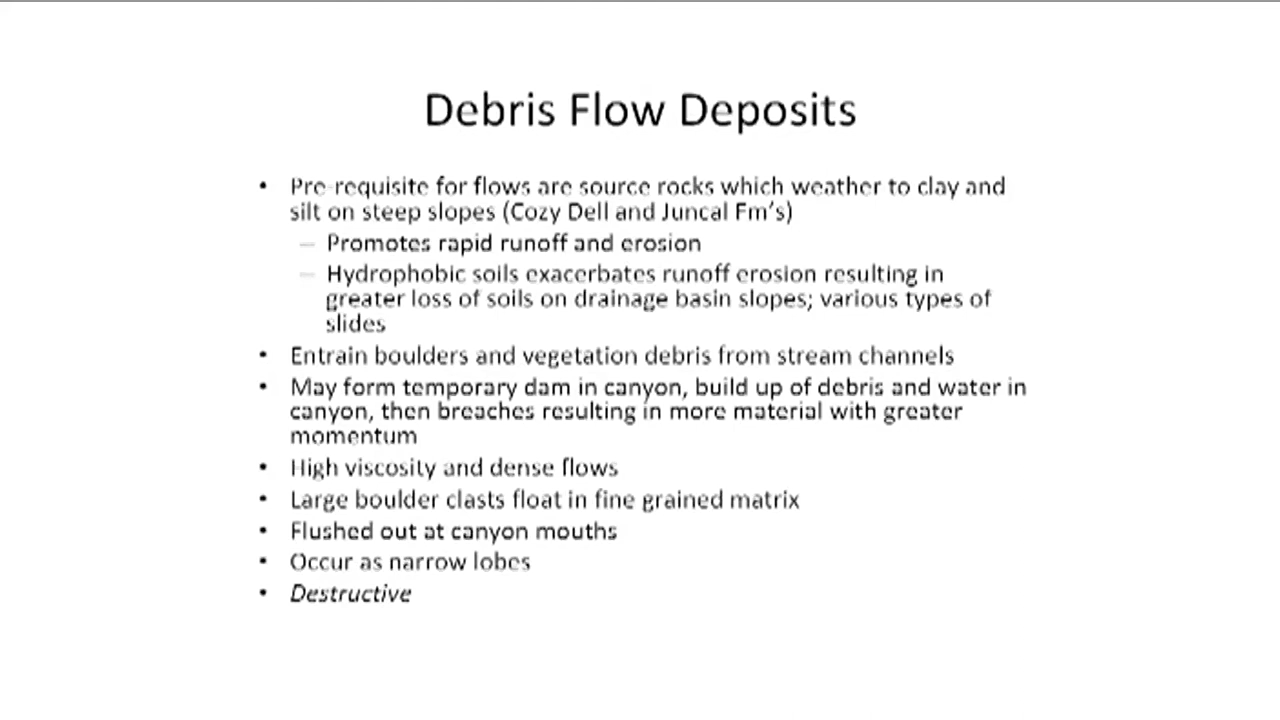 Debris Flow Deposits
• Pre-requisite for flows are source rocks which weather to clay and
silt on steep slopes (Cozy Dell and Juncal Fm's)
– Promotes rapid runoff and erosion
– Hydrophobic soils exacerbates runoff erosion resulting in
greater loss of soils on drainage basin slopes; various types of
slides
• Entrain boulders and vegetation debris from stream channels
• May form temporary dam in canyon, build up of debris and water in
canyon, then breaches resulting in more material with greater
momentum
• High viscosity and dense flows
• Large boulder clasts float in fine grained matrix
• Flushed out at canyon mouths
• Occur as narrow lobes
• Destructive